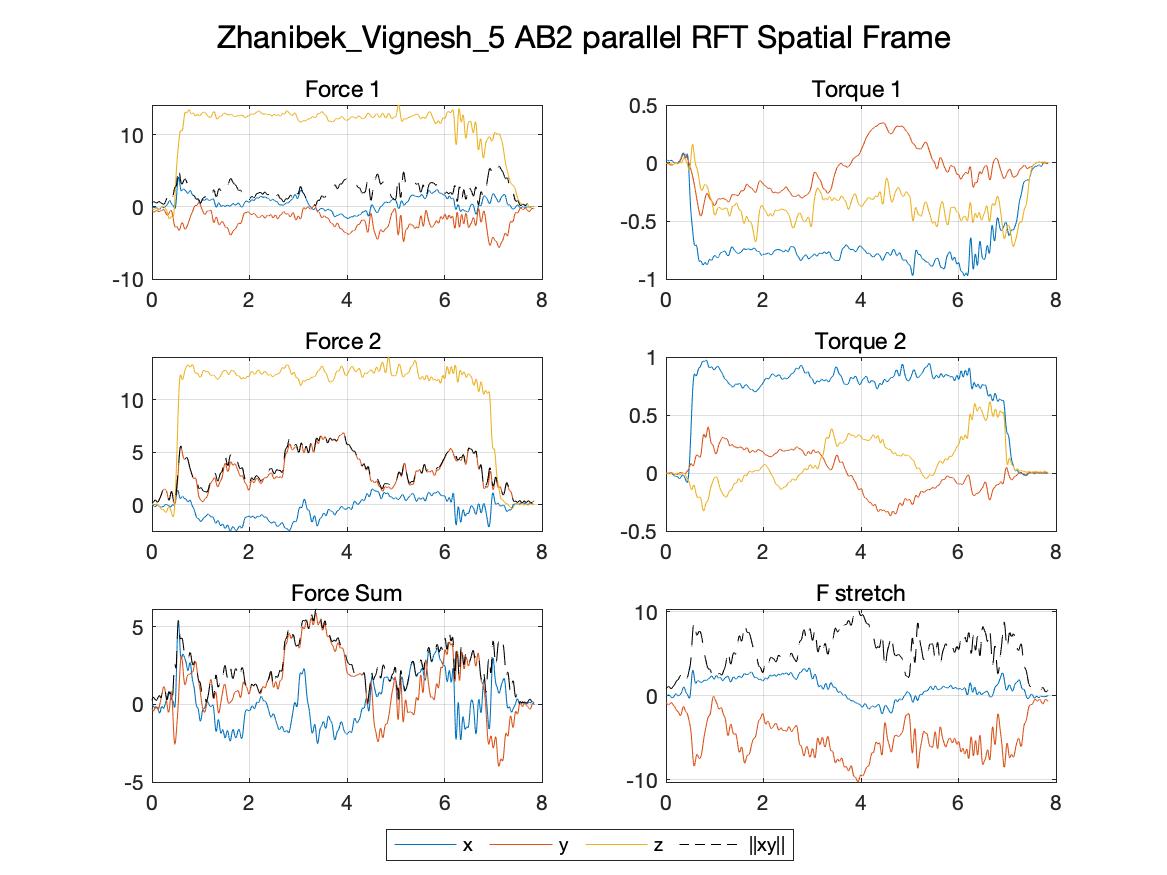 Zhanibek_Vignesh_5 AB2 parallel RFT Spatial Frame
Force 1
10
0
-10
0 2 4 6 8
Torque 1
0.5
0
-0.5
-1
0 2 4 6 8
Force 2
10
5
0
0 2 4 6 8
Torque 2
1
0.5
0
-0.5
0 2 4 6 8
Force Sum
5
0
-5
0 2 4 6 8
F stretch
10
0
-10
0 2 4 6 8
x y z ||xy||